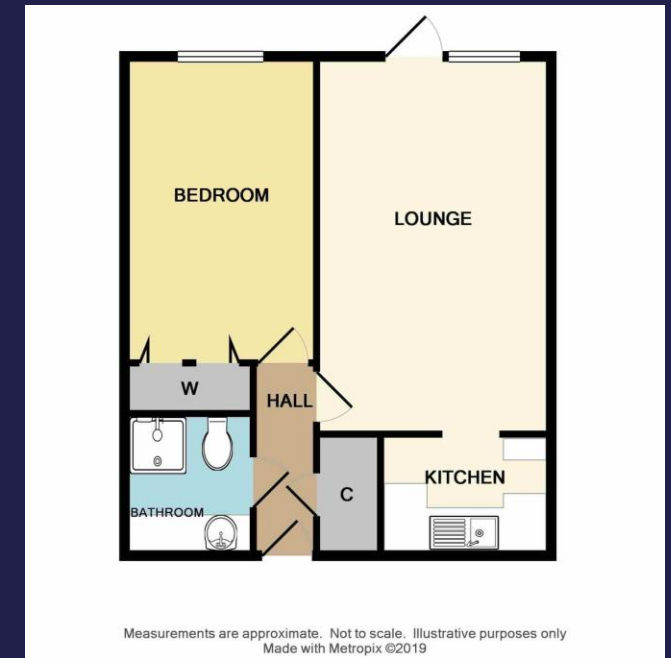 BEDROOM
LOUNGE
W
HALL
C
KITCHEN
BATHROOM
Measurements are approximate. Not to scale. Illustrative purposes only
Made with Metropix ©2019